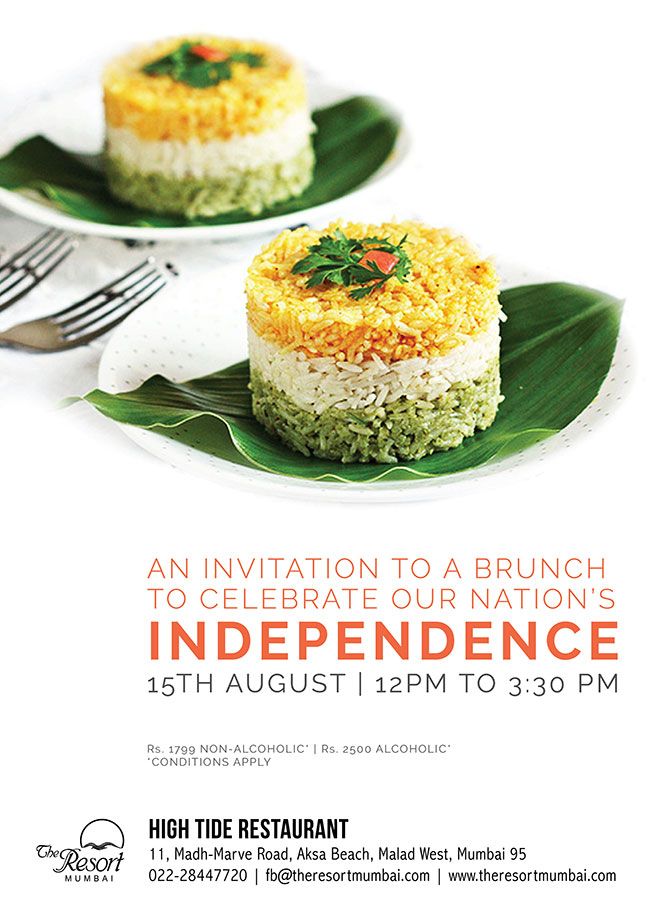 AN INVITATION TO A BRUNCH
TO CELEBRATE OUR NATION'S
INDEPENDENCE
15TH AUGUST | 12PM TO 3:30 PM
Rs. 1799 NON-ALCOHOLIC* | Rs. 2500 ALCOHOLIC*
*CONDITIONS APPLY
The Resort
MUMBAI
HIGH TIDE RESTAURANT
11, Madh-Marve Road, Aksa Beach, Malad West, Mumbai 95
022-28447720 | fb@theresortmumbai.com | www.theresortmumbai.com